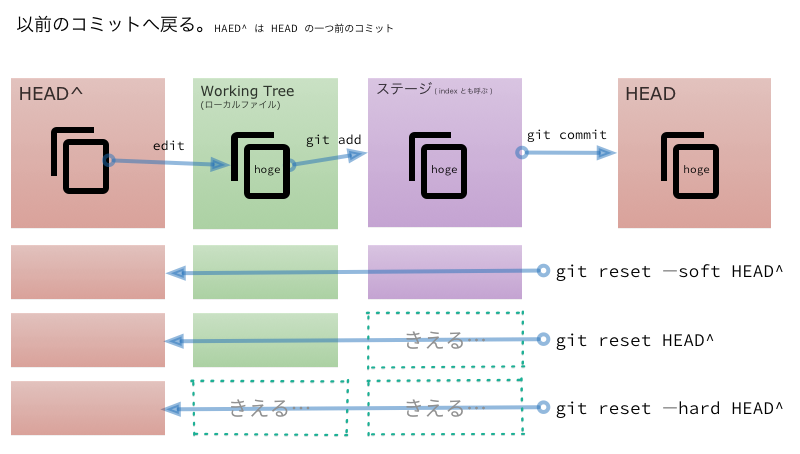 以前のコミットへ戻る。HAED^ は HEAD の一つ前のコミット
HEAD^
Working Tree
(ローカルファイル)
ステージ ( index とも呼ぶ )
HEAD
edit
git add
git commit
hoge
hoge
hoge
git reset —soft HEAD^
きえる…
git reset HEAD^
きえる…
きえる…
git reset —hard HEAD^